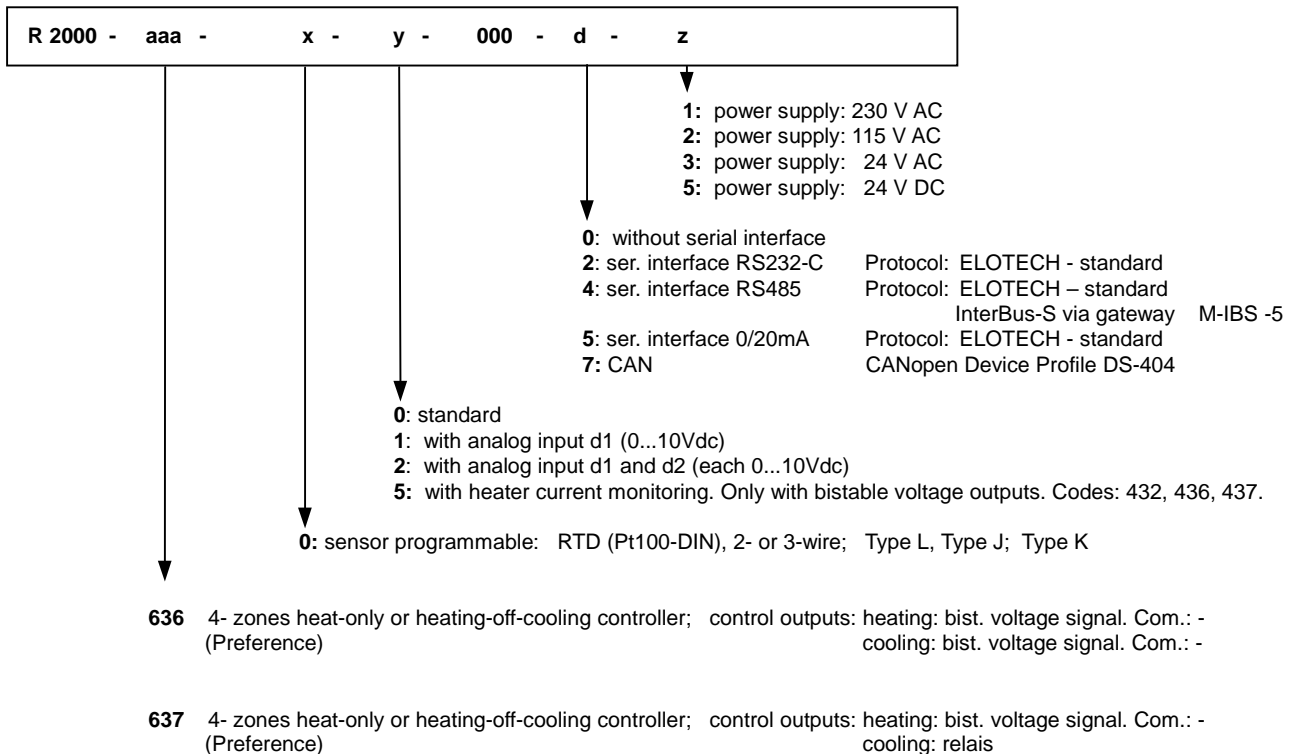 R 2000 - aaa - x - y - 000 - d - z
1: power supply: 230 V AC
2: power supply: 115 V AC
3: power supply: 24 V AC
5: power supply: 24 V DC
0: without serial interface
2: ser. interface RS232-C Protocol: ELOTECH - standard
4: ser. interface RS485 Protocol: ELOTECH – standard
InterBus-S via gateway M-IBS -5
5: ser. interface 0/20mA Protocol: ELOTECH - standard
7: CAN CANopen Device Profile DS-404
0: standard
1: with analog input d1 (0...10Vdc)
2: with analog input d1 and d2 (each 0...10Vdc)
5: with heater current monitoring. Only with bistable voltage outputs. Codes: 432, 436, 437.
0: sensor programmable: RTD (Pt100-DIN), 2- or 3-wire; Type L, Type J; Type K
636 4- zones heat-only or heating-off-cooling controller; control outputs: heating: bist. voltage signal. Com.: -
(Preference) cooling: bist. voltage signal. Com.: -
637 4- zones heat-only or heating-off-cooling controller; control outputs: heating: bist. voltage signal. Com.: -
(Preference) cooling: relais